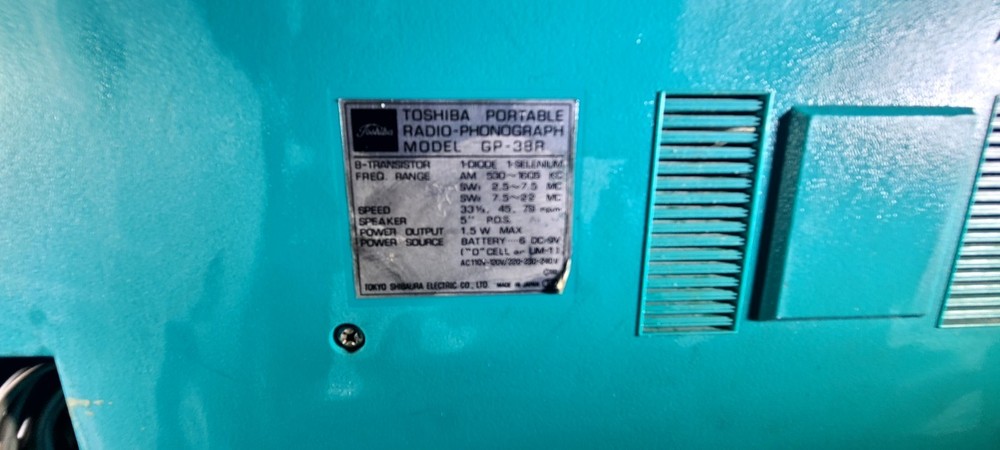 Toshiba
TOSHIBA PORTABLE
RADIO-PHONOGRAPH
MODEL GP-38R
8-TRANSISTOR 1-DIODE 1-SELENIUM
FREQ. RANGE AM 530~1605 KC
SW1 2.5~7.5 MC
SW2 7.5~22 MC
SPEED 33⅓, 45, 78 rpm
SPEAKER 5" P.D.S.
POWER OUTPUT 1.5 W MAX
POWER SOURCE BATTERY 6 DC-9V
("D" CELL or UM-1)
AC110V-120V/220-230-240V
TOKYO SHIBAURA ELECTRIC CO., LTD. MADE IN JAPAN